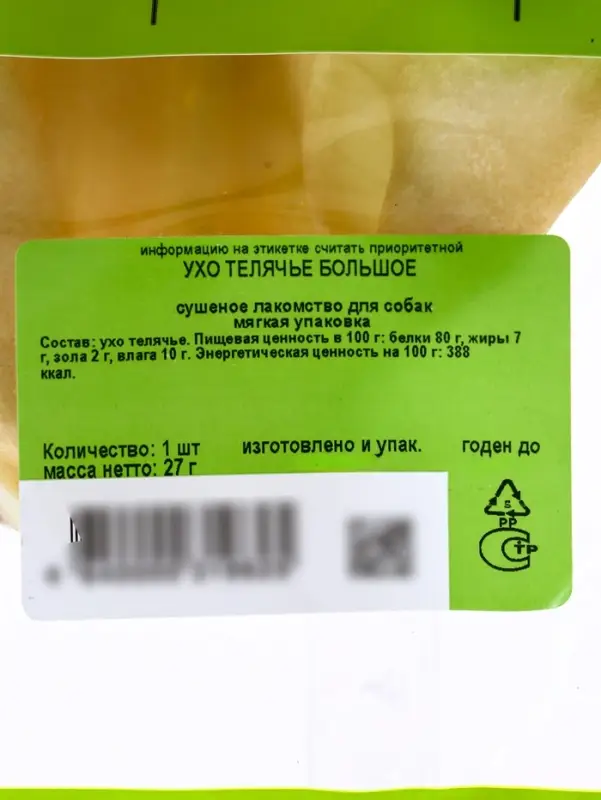 информацию на этикетке считать приоритетной
УХО ТЕЛЯЧЬЕ БОЛЬШОЕ
сушеное лакомство для собак
мягкая упаковка
Состав: ухо телячье. Пищевая ценность в 100 г: белки 80 г, жиры 7
г, зола 2 г, влага 10 г. Энергетическая ценность на 100 г: 388
ккал.
Количество: 1 шт изготовлено и упак. годен до
масса нетто: 27 г
5
PP
СТР